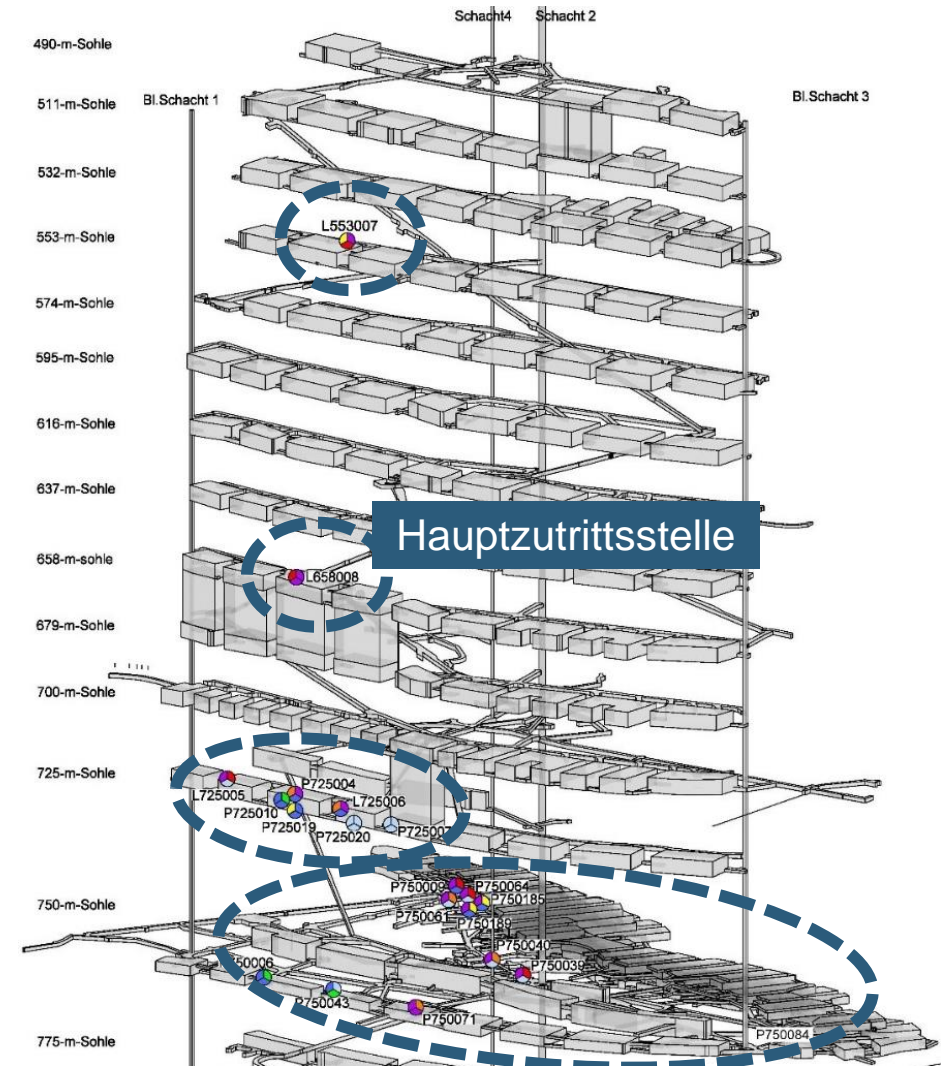 Schacht4 Schacht 2
490-m-Sohle
Bl.Schacht 1
Bl.Schacht 3
511-m-Sohle
532-m-Sohle
L553007
553-m-Sohle
574-m-Sohle
595-m-Sohle
616-m-Sohle
637-m-Sohle
Hauptzutrittsstelle
658-m-sohle
L658008
679-m-Sohle
700-m-Sohle
725-m-Sohle
P725004
L725005
L725006
P725010
P725019
P725020
P725007
750-m-Sohle
P750009
P750064
P750185
P750061
P750189
P750040
P750039
P750043
P750071
P750084
775-m-Sohle